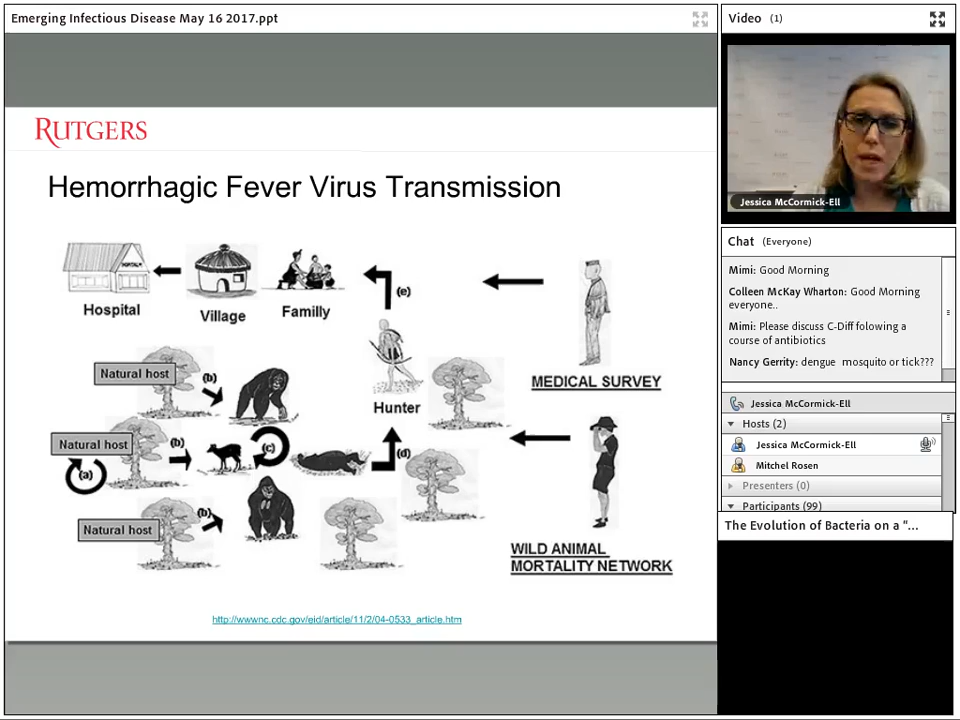 Emerging Infectious Disease May 16 2017.ppt
RUTGERS
Hemorrhagic Fever Virus Transmission
HOSPITAL
Hospital
Village
Familly
(e)
Hunter
MEDICAL SURVEY
Natural host
(b)
Natural host
(a)
(b)
(c)
(d)
Natural host
(b)
WILD ANIMAL
MORTALITY NETWORK
http://wwwnc.cdc.gov/eid/article/11/2/04-0533_article.htm
Video (1)
Jessica McCormick-Ell
Chat (Everyone)
Mimi: Good Morning
Colleen McKay Wharton: Good Morning
everyone..
Mimi: Please discuss C-Diff folowing a
course of antibiotics
Nancy Gerrity: dengue mosquito or tick???
Jessica McCormick-Ell
Hosts (2)
Jessica McCormick-Ell
Mitchel Rosen
Presenters (0)
Participants (99)
The Evolution of Bacteria on a "...